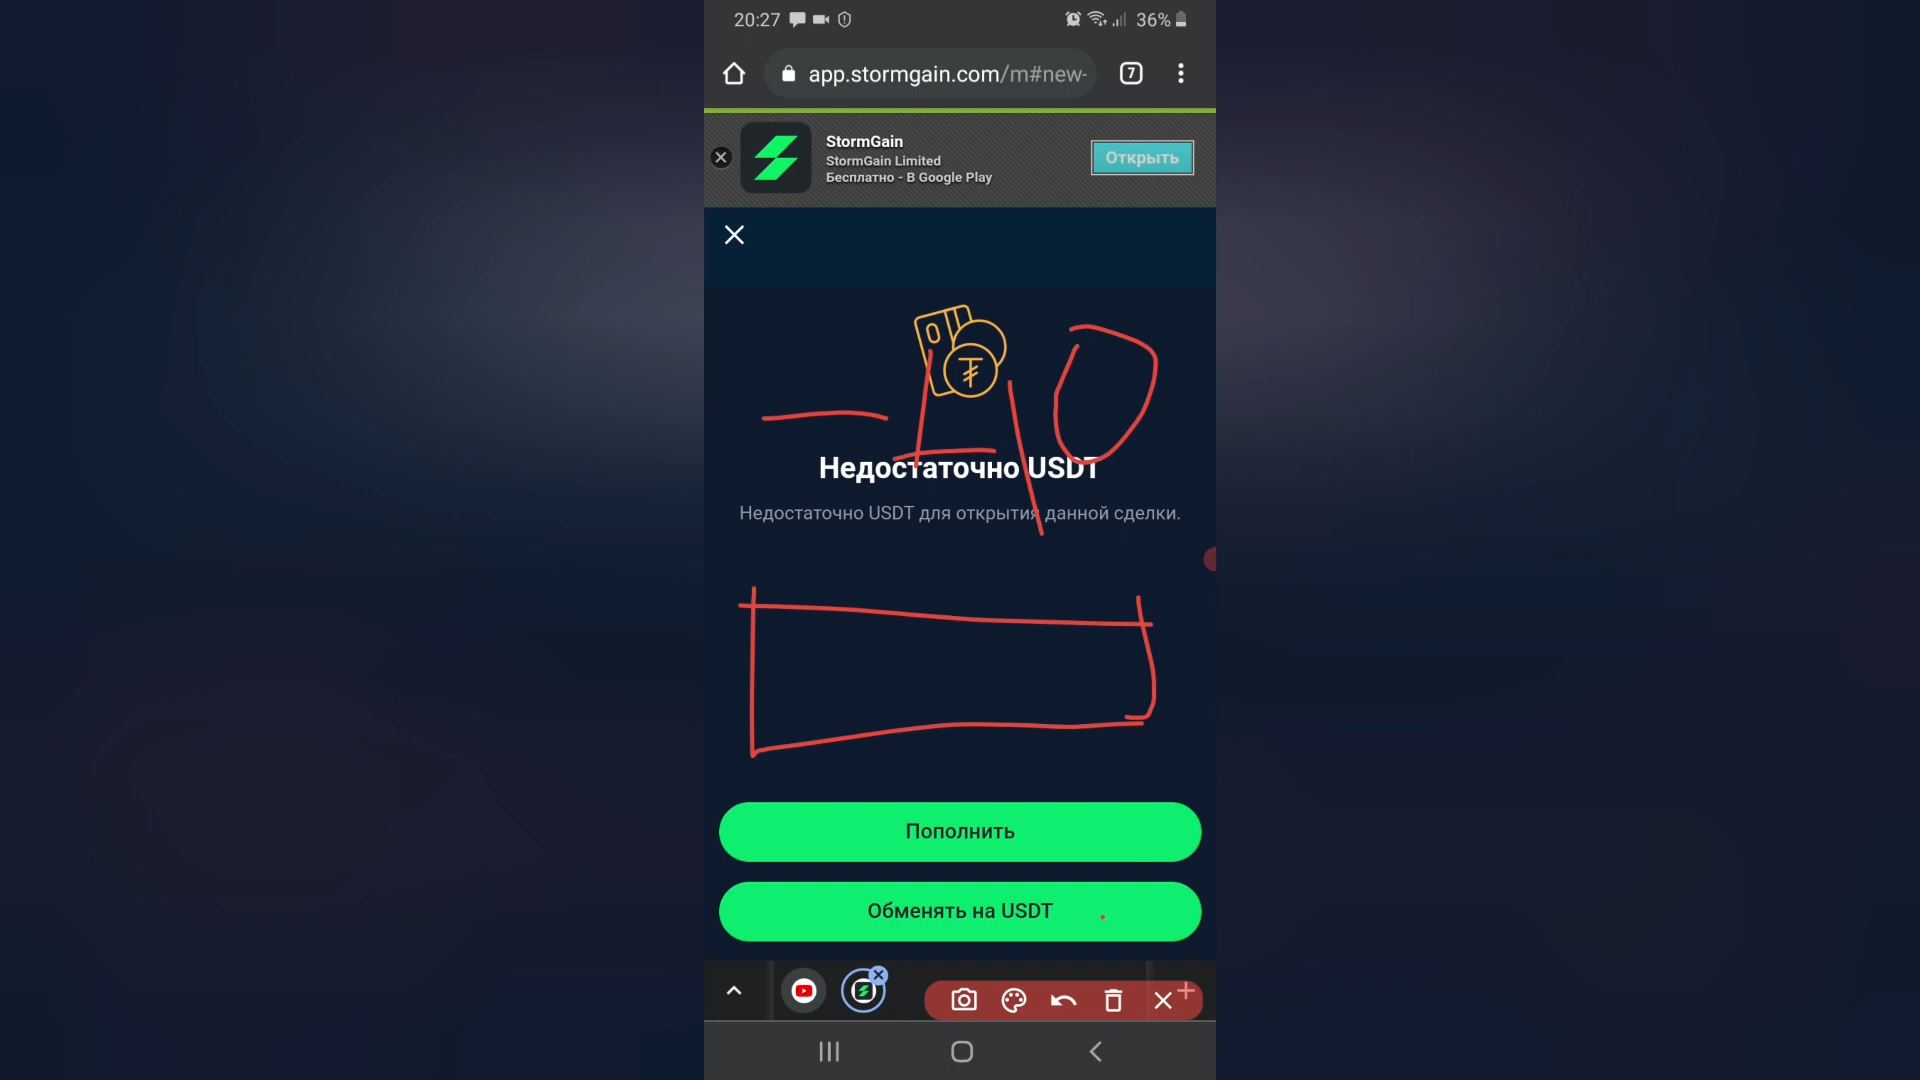 20:27
36%
app.stormgain.com/m#new-
7
StormGain
StormGain Limited
Бесплатно - В Google Play
Открыть
Недостаточно USDT
Недостаточно USDT для открытия данной сделки.
Пополнить
Обменять на USDT